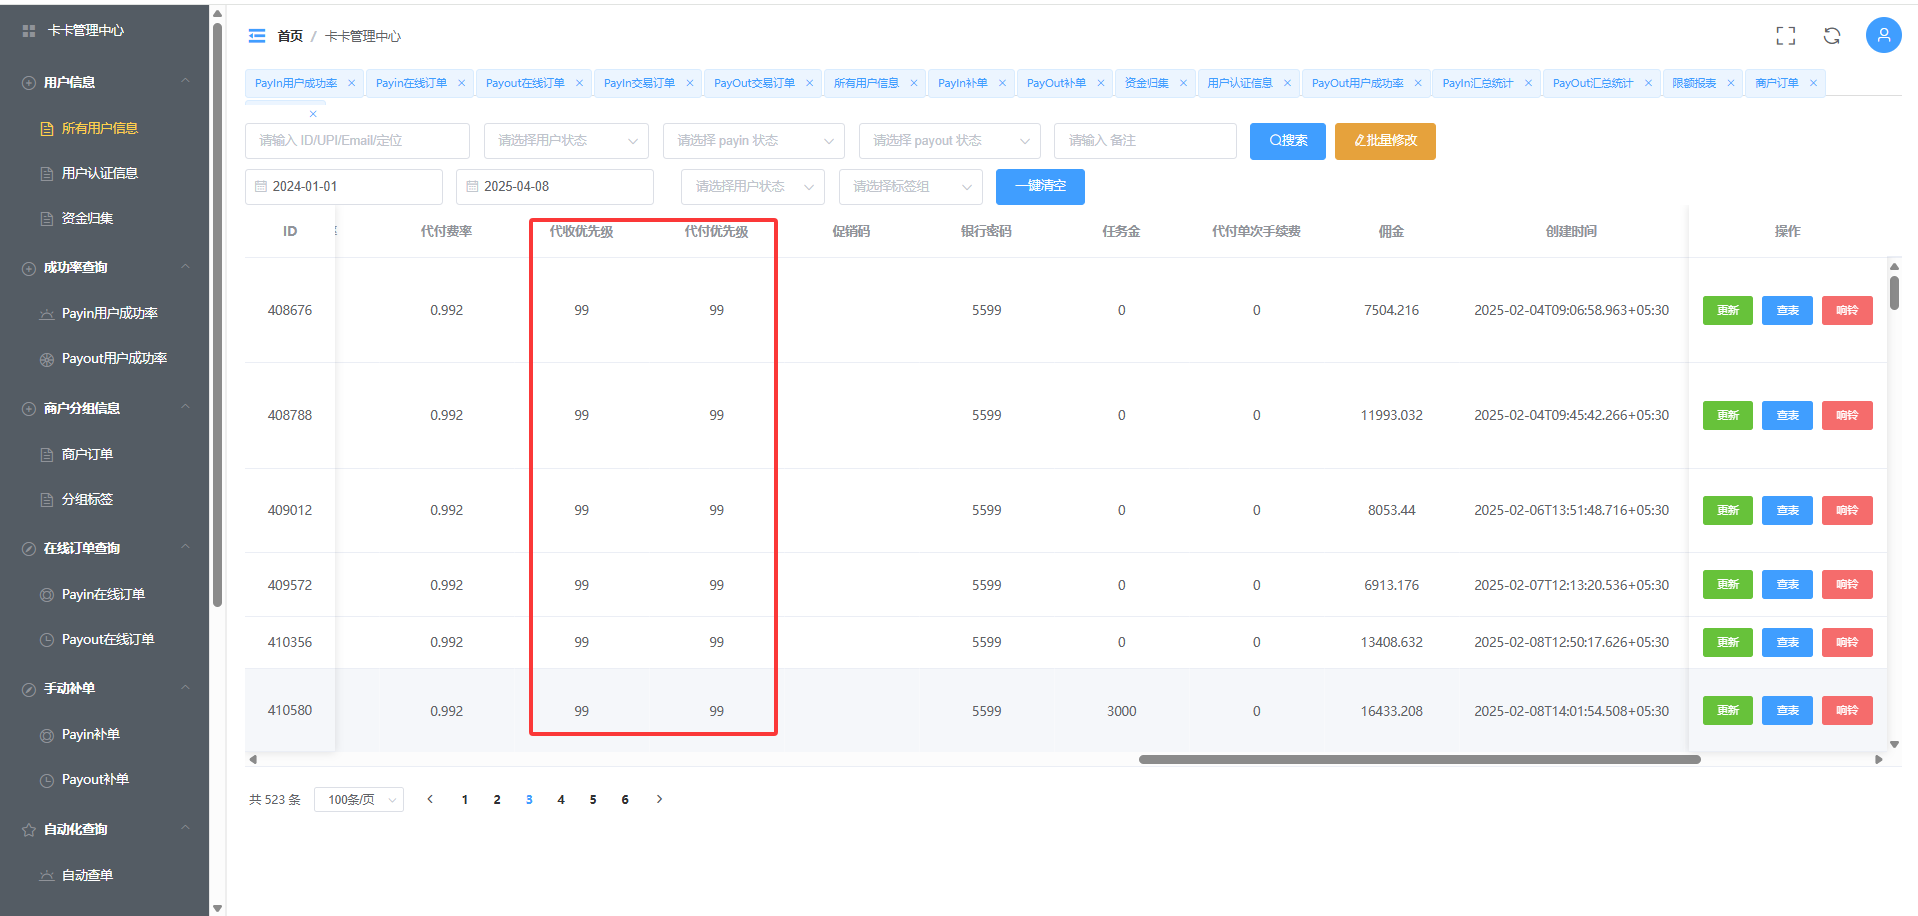 卡卡管理中心
用户信息
所有用户信息
用户认证信息
资金归集
成功率查询
Payin用户成功率
Payout用户成功率
商户分组信息
商户订单
分组标签
在线订单查询
Payin在线订单
Payout在线订单
手动补单
Payin补单
Payout补单
自动化查询
自动查单
首页 / 卡卡管理中心
PayIn用户成功率 Payin在线订单 Payout在线订单 PayIn交易订单 PayOut交易订单 所有用户信息 PayIn补单 PayOut补单 资金归集 用户认证信息 PayOut用户成功率 PayIn汇总统计 PayOut汇总统计 限额报表 商户订单
请输入 ID/UPI/Email/定位 请选择用户状态 请选择 payin 状态 请选择 payout 状态 请输入 备注 搜索 批量修改
2024-01-01 2025-04-08 请选择用户状态 请选择标签组 一键清空
ID 代付费率 代收优先级 代付优先级 促销码 银行密码 任务金 代付单次手续费 佣金 创建时间 操作
408676 0.992 99 99 5599 0 0 7504.216 2025-02-04T09:06:58.963+05:30 更新 查表 响铃
408788 0.992 99 99 5599 0 0 11993.032 2025-02-04T09:45:42.266+05:30 更新 查表 响铃
409012 0.992 99 99 5599 0 0 8053.44 2025-02-06T13:51:48.716+05:30 更新 查表 响铃
409572 0.992 99 99 5599 0 0 6913.176 2025-02-07T12:13:20.536+05:30 更新 查表 响铃
410356 0.992 99 99 5599 0 0 13408.632 2025-02-08T12:50:17.626+05:30 更新 查表 响铃
410580 0.992 99 99 5599 3000 0 16433.208 2025-02-08T14:01:54.508+05:30 更新 查表 响铃
共 523 条 100条/页 1 2 3 4 5 6